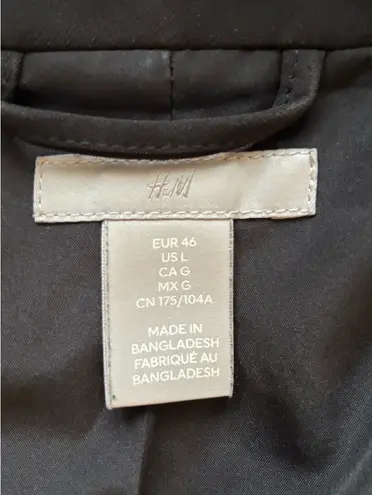 H&M
EUR 46
US L
CA G
MX G
CN 175/104A
MADE IN
BANGLADESH
FABRIQUÉ AU
BANGLADESH